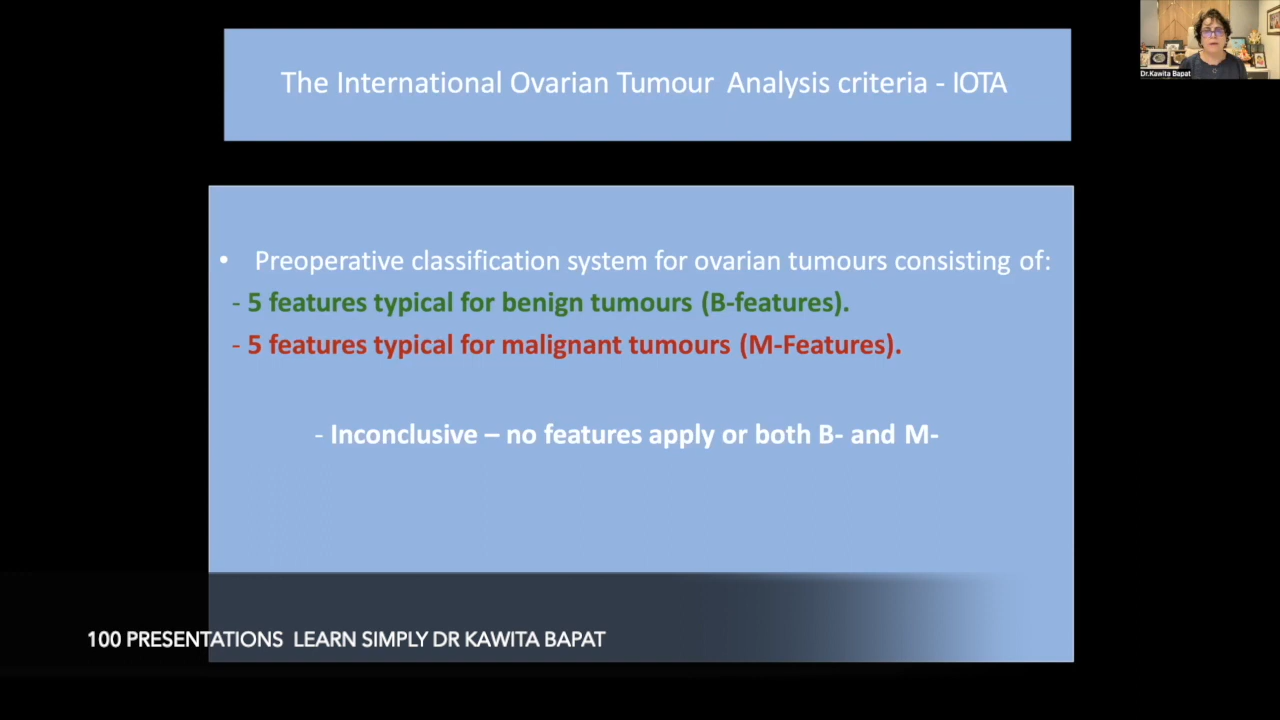 The International Ovarian Tumour Analysis criteria - IOTA
Dr.Kawita Bapat
• Preoperative classification system for ovarian tumours consisting of:
- 5 features typical for benign tumours (B-features).
- 5 features typical for malignant tumours (M-Features).
- Inconclusive – no features apply or both B- and M-
100 PRESENTATIONS LEARN SIMPLY DR KAWITA BAPAT